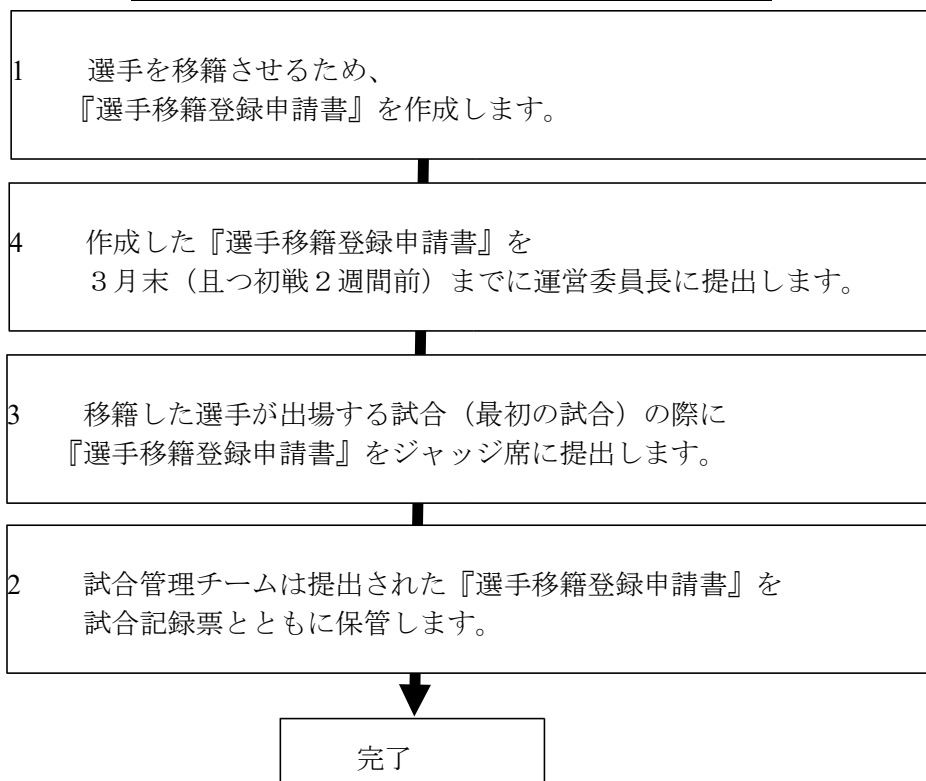 1 選手を移籍させるため、
『選手移籍登録申請書』を作成します。
4 作成した『選手移籍登録申請書』を
３月末（且つ初戦２週間前）までに運営委員長に提出します。
3 移籍した選手が出場する試合（最初の試合）の際に
『選手移籍登録申請書』をジャッジ席に提出します。
2 試合管理チームは提出された『選手移籍登録申請書』を
試合記録票とともに保管します。
完了